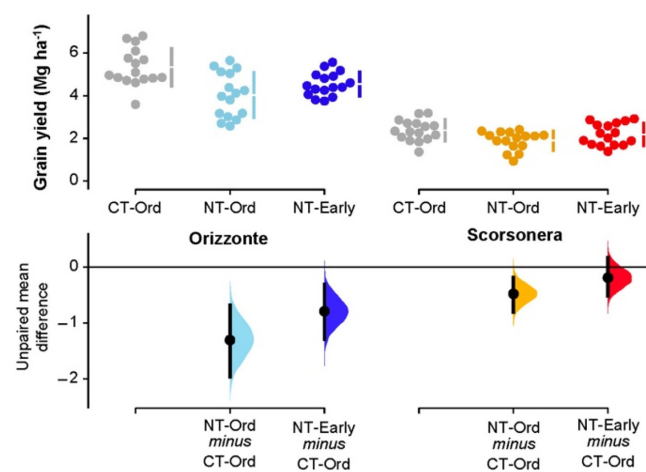 Grain yield (Mg ha⁻¹)
6
4
2
0
CT-Ord NT-Ord NT-Early CT-Ord NT-Ord NT-Early
Orizzonte Scorsonera
Unpaired mean
difference
0
−1
−2
NT-Ord NT-Early NT-Ord NT-Early
minus minus minus minus
CT-Ord CT-Ord CT-Ord CT-Ord